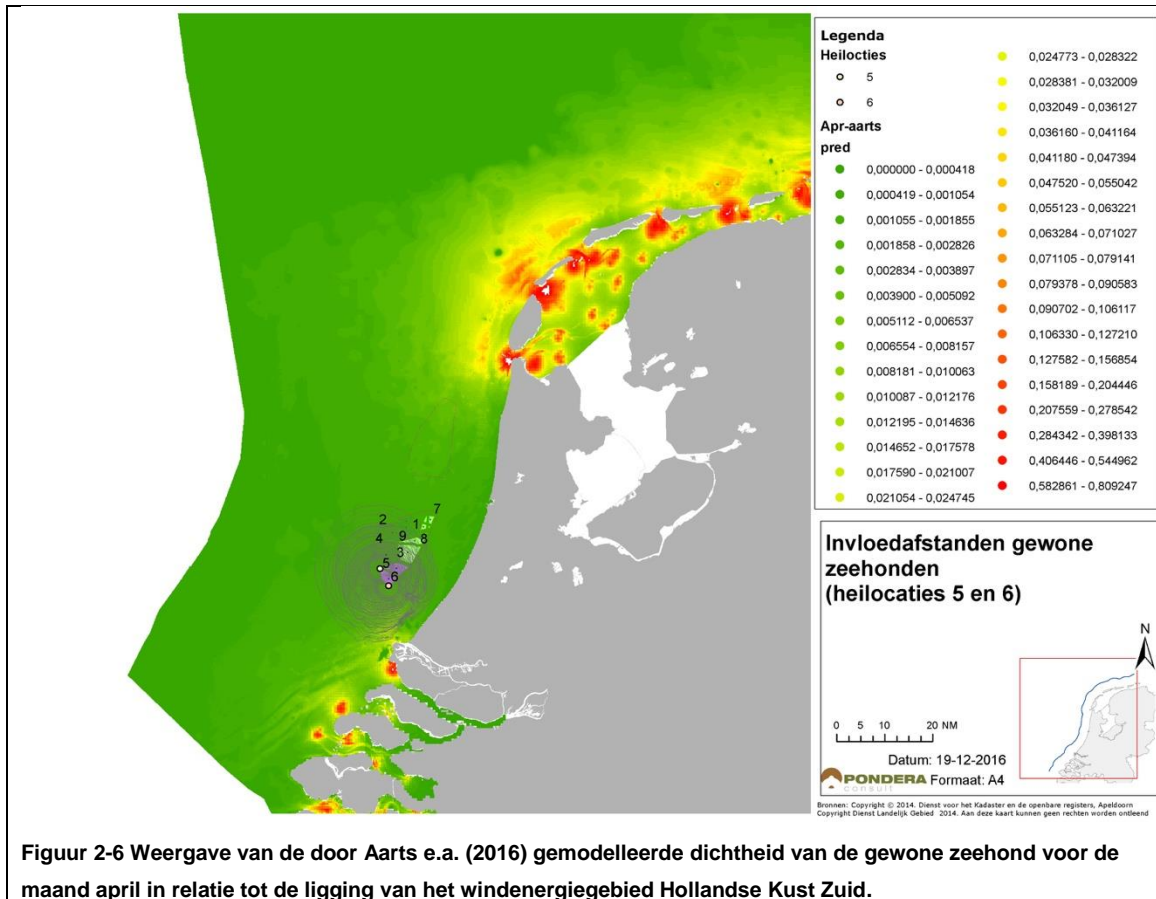 Legenda
Heilocties
5
6
Apr-aarts
pred
0,000000 - 0,000418
0,000419 - 0,001054
0,001055 - 0,001855
0,001858 - 0,002826
0,002834 - 0,003897
0,003900 - 0,005092
0,005112 - 0,006537
0,006554 - 0,008157
0,008181 - 0,010063
0,010087 - 0,012176
0,012195 - 0,014636
0,014652 - 0,017578
0,017590 - 0,021007
0,021054 - 0,024745
0,024773 - 0,028322
0,028381 - 0,032009
0,032049 - 0,036127
0,036160 - 0,041164
0,041180 - 0,047394
0,047520 - 0,055042
0,055123 - 0,063221
0,063284 - 0,071027
0,071105 - 0,079141
0,079378 - 0,090583
0,090702 - 0,106117
0,106330 - 0,127210
0,127582 - 0,156854
0,158189 - 0,204446
0,207559 - 0,278542
0,284342 - 0,398133
0,406446 - 0,544962
0,582861 - 0,809247
7
2
1
4
9
8
3
5
6
Invloedafstanden gewone
zeehonden
(heilocaties 5 en 6)
N
0 5 10 20 NM
Datum: 19-12-2016
PONDERA
consult
Formaat: A4
Bronnen: Copyright © 2014. Dienst voor het Kadaster en de openbare registers, Apeldoorn
Copyright Dienst Landelijk Gebied 2014. Aan deze kaart kunnen geen rechten worden ontleend
Figuur 2-6 Weergave van de door Aarts e.a. (2016) gemodelleerde dichtheid van de gewone zeehond voor de
maand april in relatie tot de ligging van het windenergiegebied Hollandse Kust Zuid.